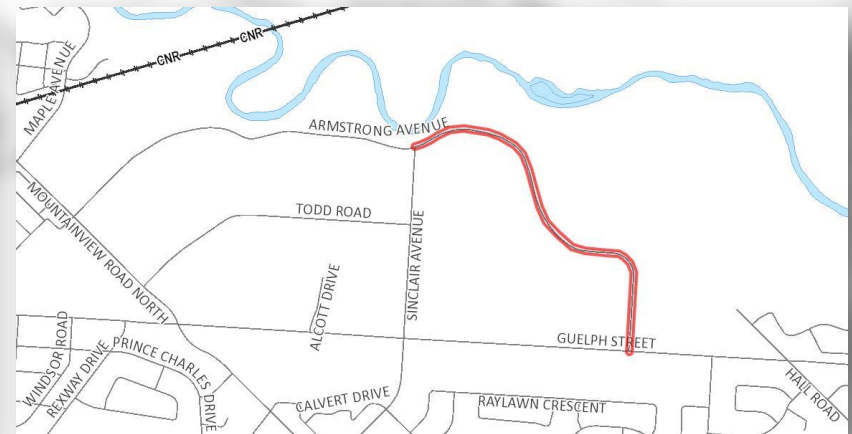 CNR
CNR
MAPLE AVENUE
ARMSTRONG AVENUE
MOUNTAINVIEW ROAD NORTH
TODD ROAD
SINCLAIR AVENUE
ALCOTT DRIVE
GUELPH STREET
WINDSOR ROAD
REXWAY DRIVE
PRINCE CHARLES DRIVE
CALVERT DRIVE
RAYLAWN CRESCENT
HALL ROAD